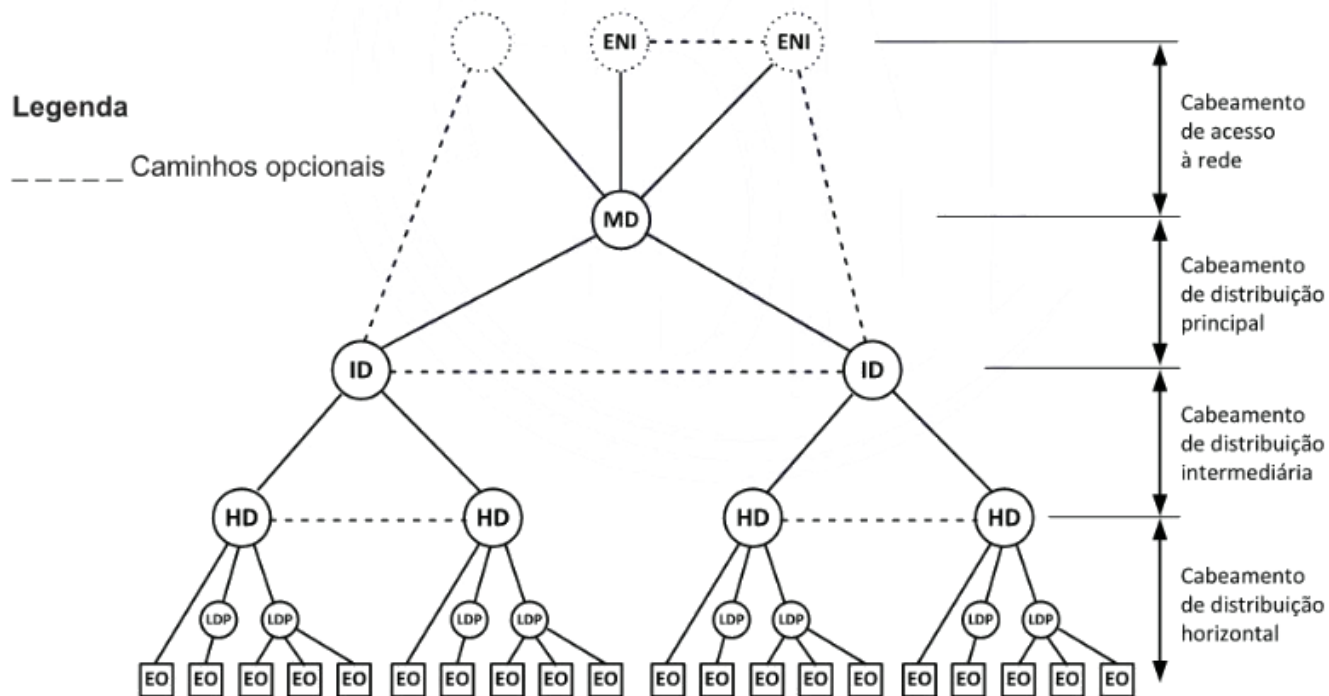 ENI ENI
Legenda
_ _ _ _ _ Caminhos opcionais
Cabeamento
de acesso
à rede
MD
Cabeamento
de distribuição
principal
ID ID
Cabeamento
de distribuição
intermediária
HD HD HD HD
Cabeamento
de distribuição
horizontal
LDP LDP LDP LDP LDP LDP LDP LDP
EO EO EO EO EO EO EO EO EO EO EO EO EO EO EO EO EO EO EO EO